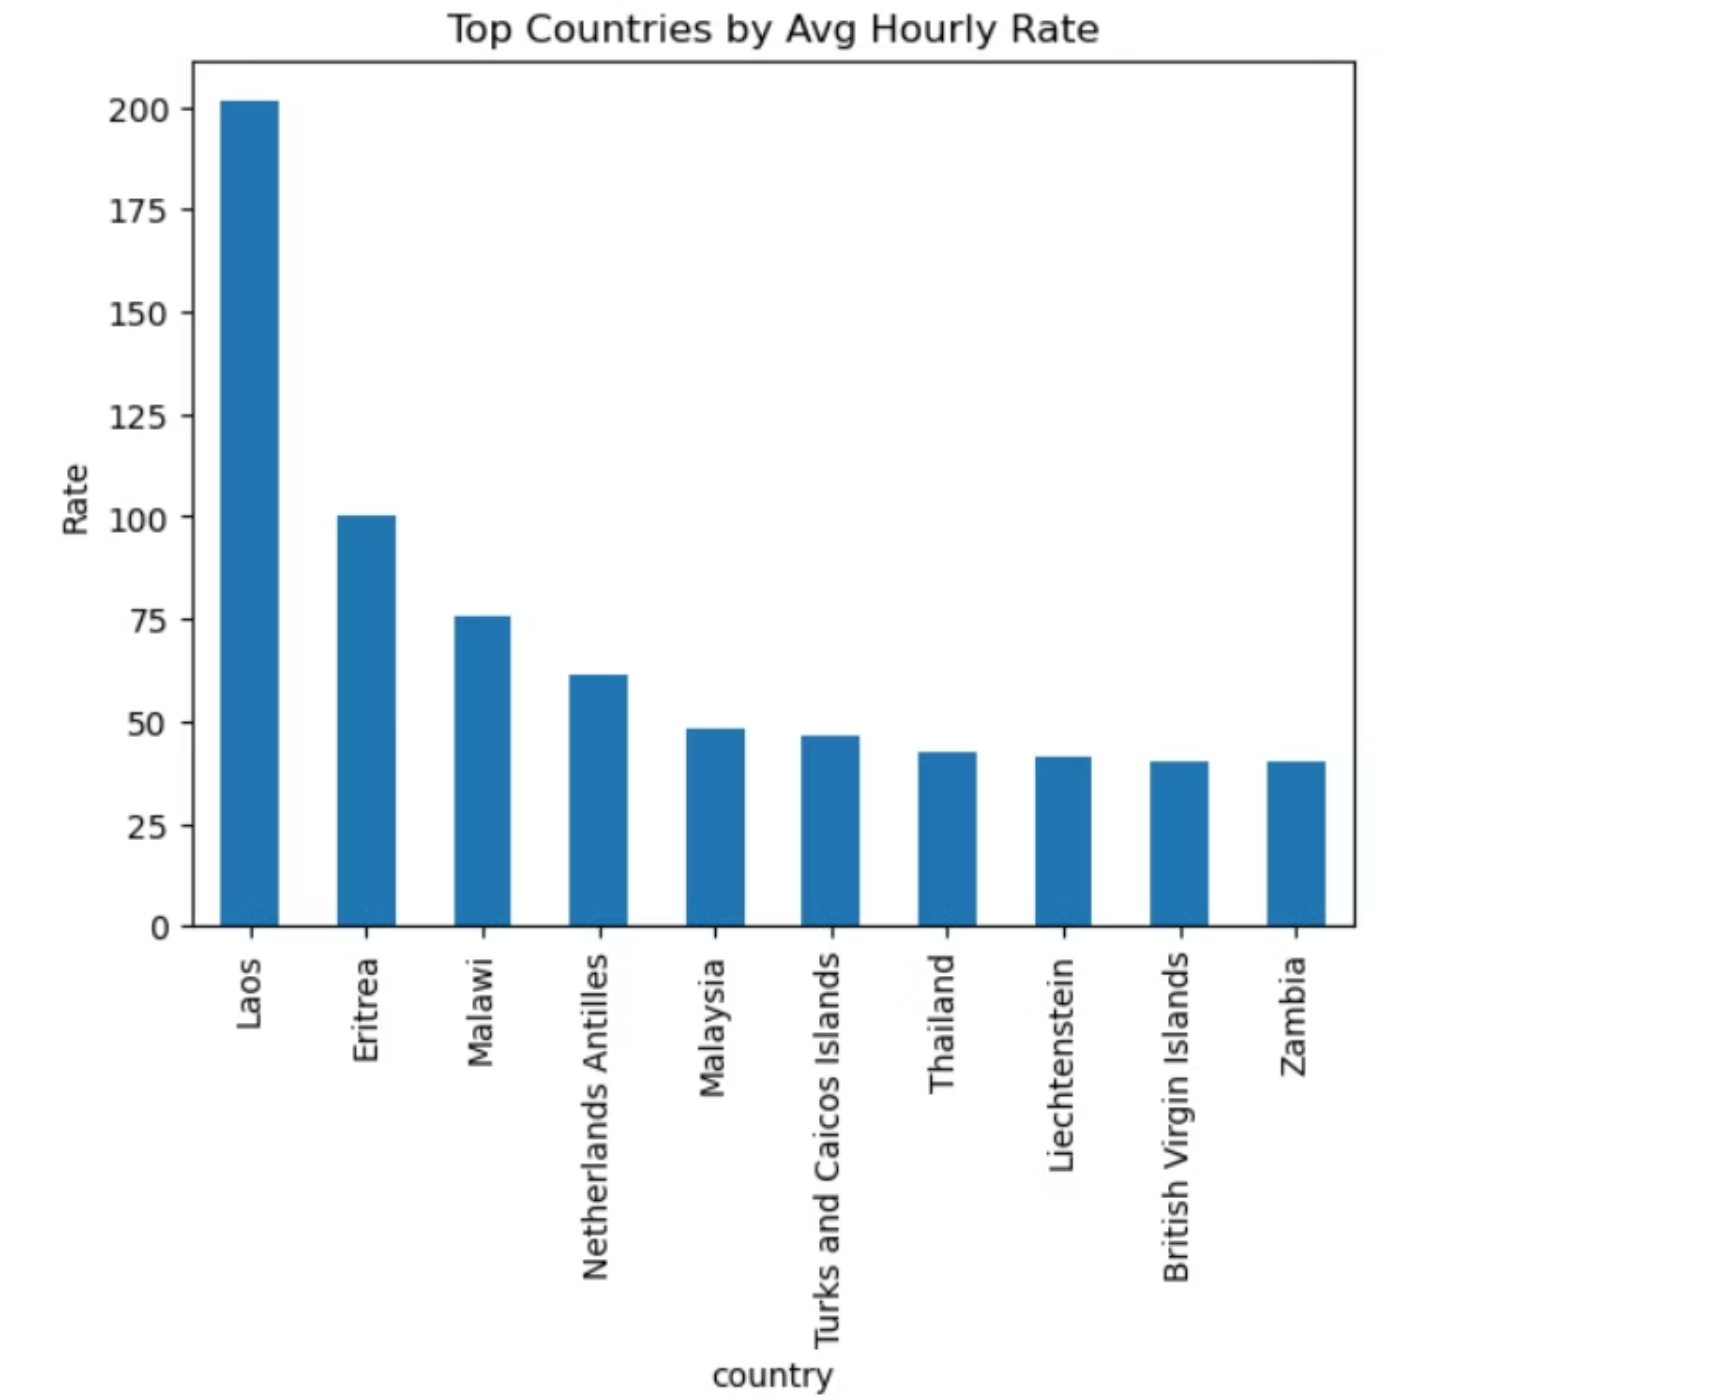 Top Countries by Avg Hourly Rate
200
175
150
125
100
75
50
25
0
Rate
Laos
Eritrea
Malawi
Netherlands Antilles
Malaysia
Turks and Caicos Islands
Thailand
Liechtenstein
British Virgin Islands
Zambia
country